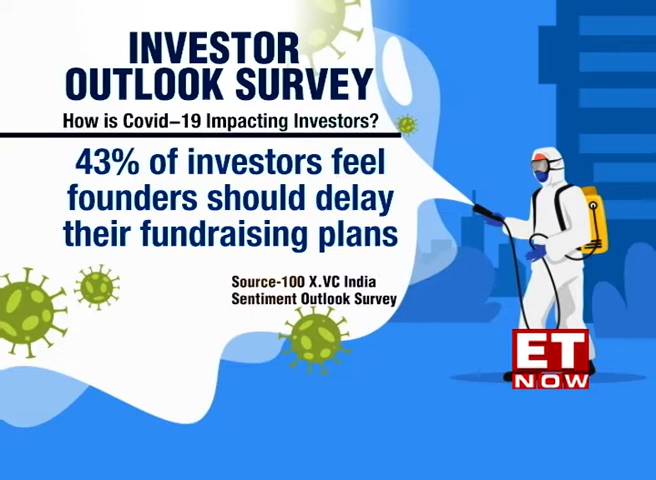 INVESTOR
OUTLOOK SURVEY
How is Covid–19 Impacting Investors?
43% of investors feel
founders should delay
their fundraising plans
Source-100 X.VC India
Sentiment Outlook Survey
ET
NOW